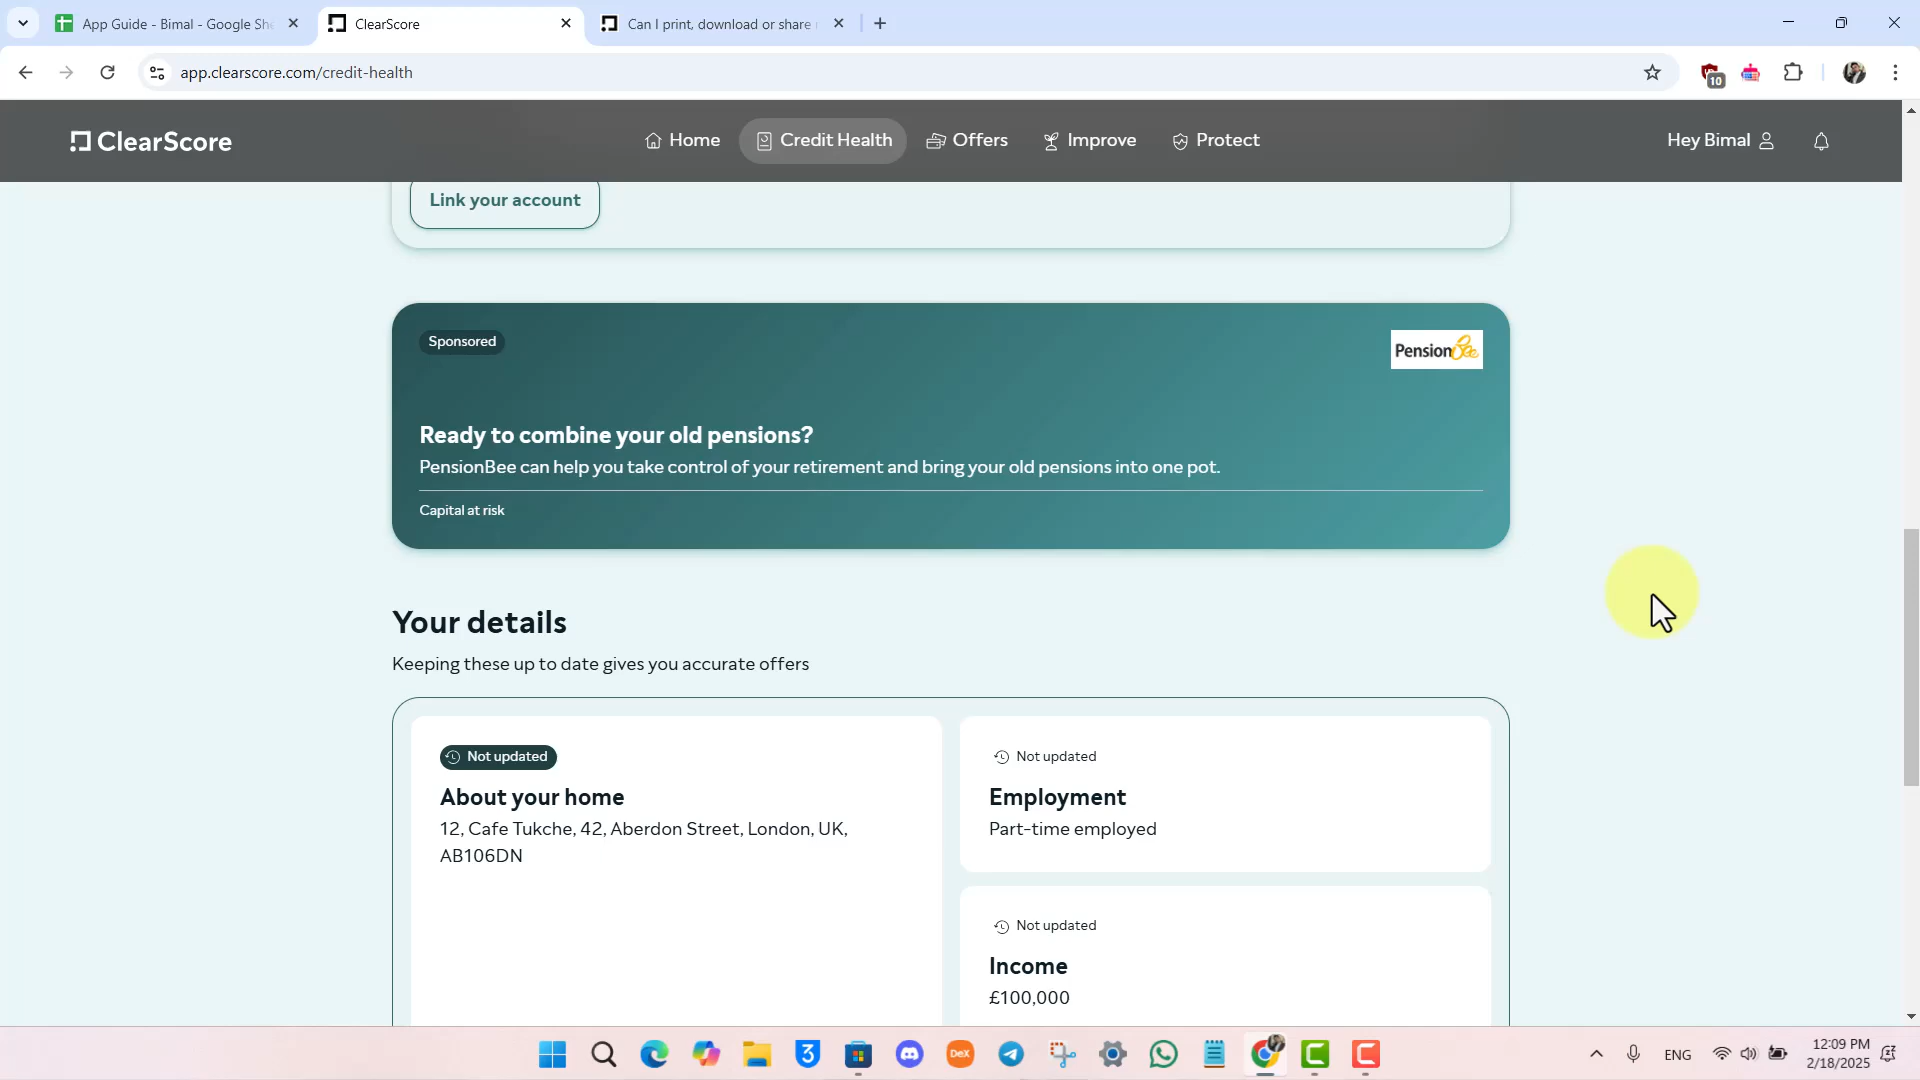 App Guide - Bimal - Google She
ClearScore
Can I print, download or share
app.clearscore.com/credit-health
10
ClearScore
Home
Credit Health
Offers
Improve
Protect
Hey Bimal
Link your account
Sponsored
PensionBee
Ready to combine your old pensions?
PensionBee can help you take control of your retirement and bring your old pensions into one pot.
Capital at risk
Your details
Keeping these up to date gives you accurate offers
Not updated
About your home
12, Cafe Tukche, 42, Aberdon Street, London, UK,
AB106DN
Not updated
Employment
Part-time employed
Not updated
Income
£100,000
3
DeX
ENG
12:09 PM
2/18/2025